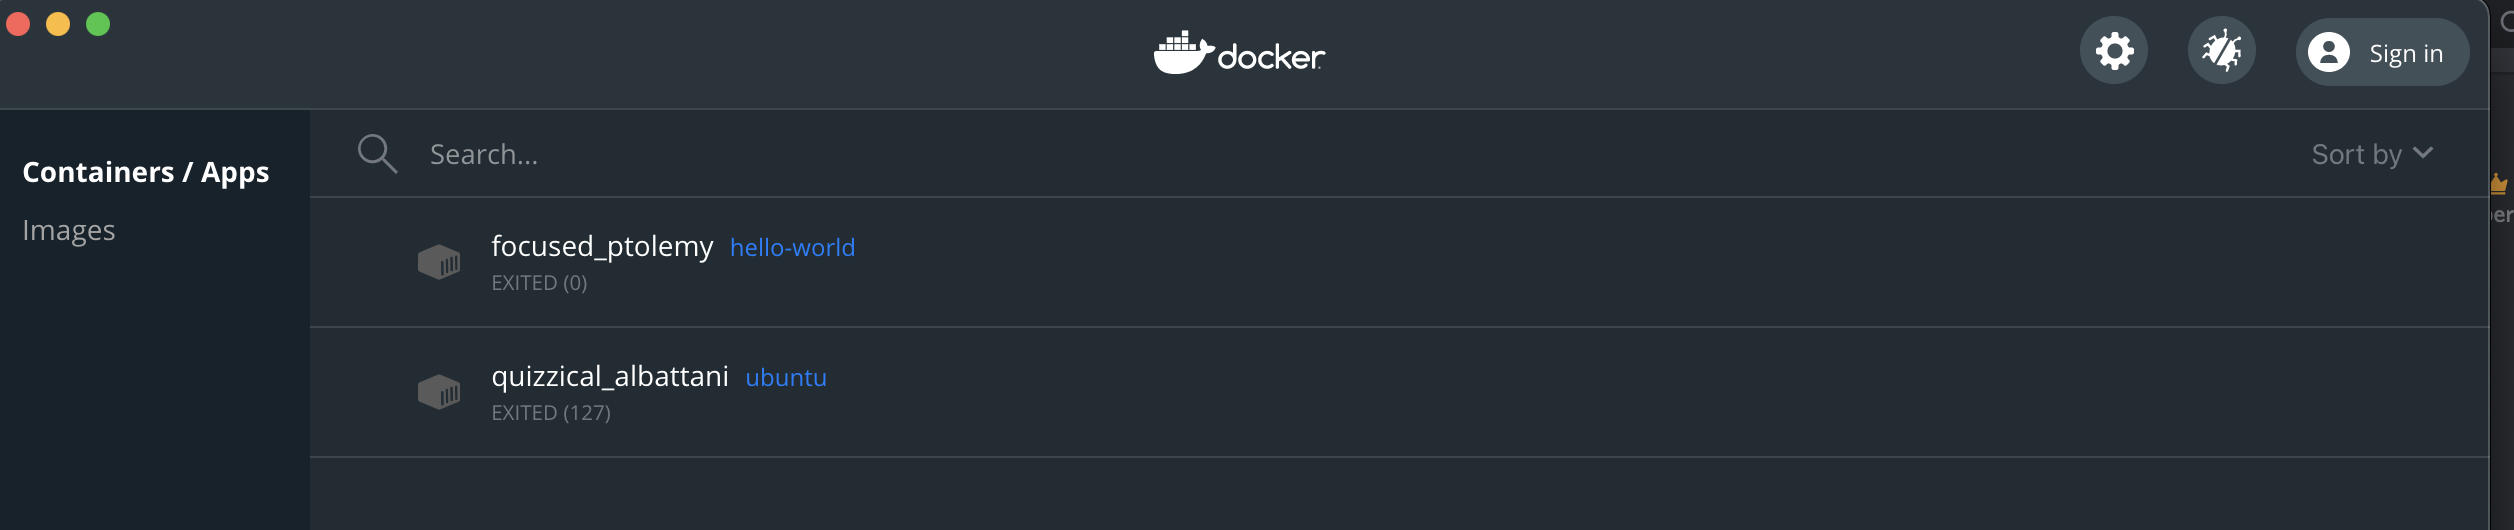 docker
Sign in
Containers / Apps
Images
Search...
Sort by
focused_ptolemy hello-world
EXITED (0)
quizzical_albattani ubuntu
EXITED (127)